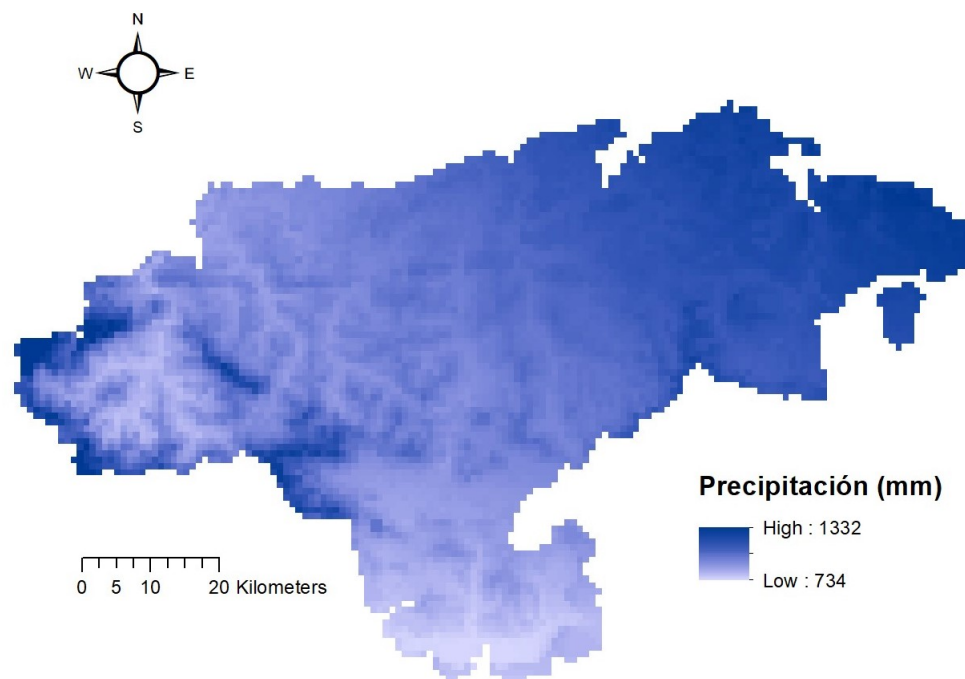 N
W E
S
Precipitación (mm)
High : 1332
Low : 734
0 5 10 20 Kilometers